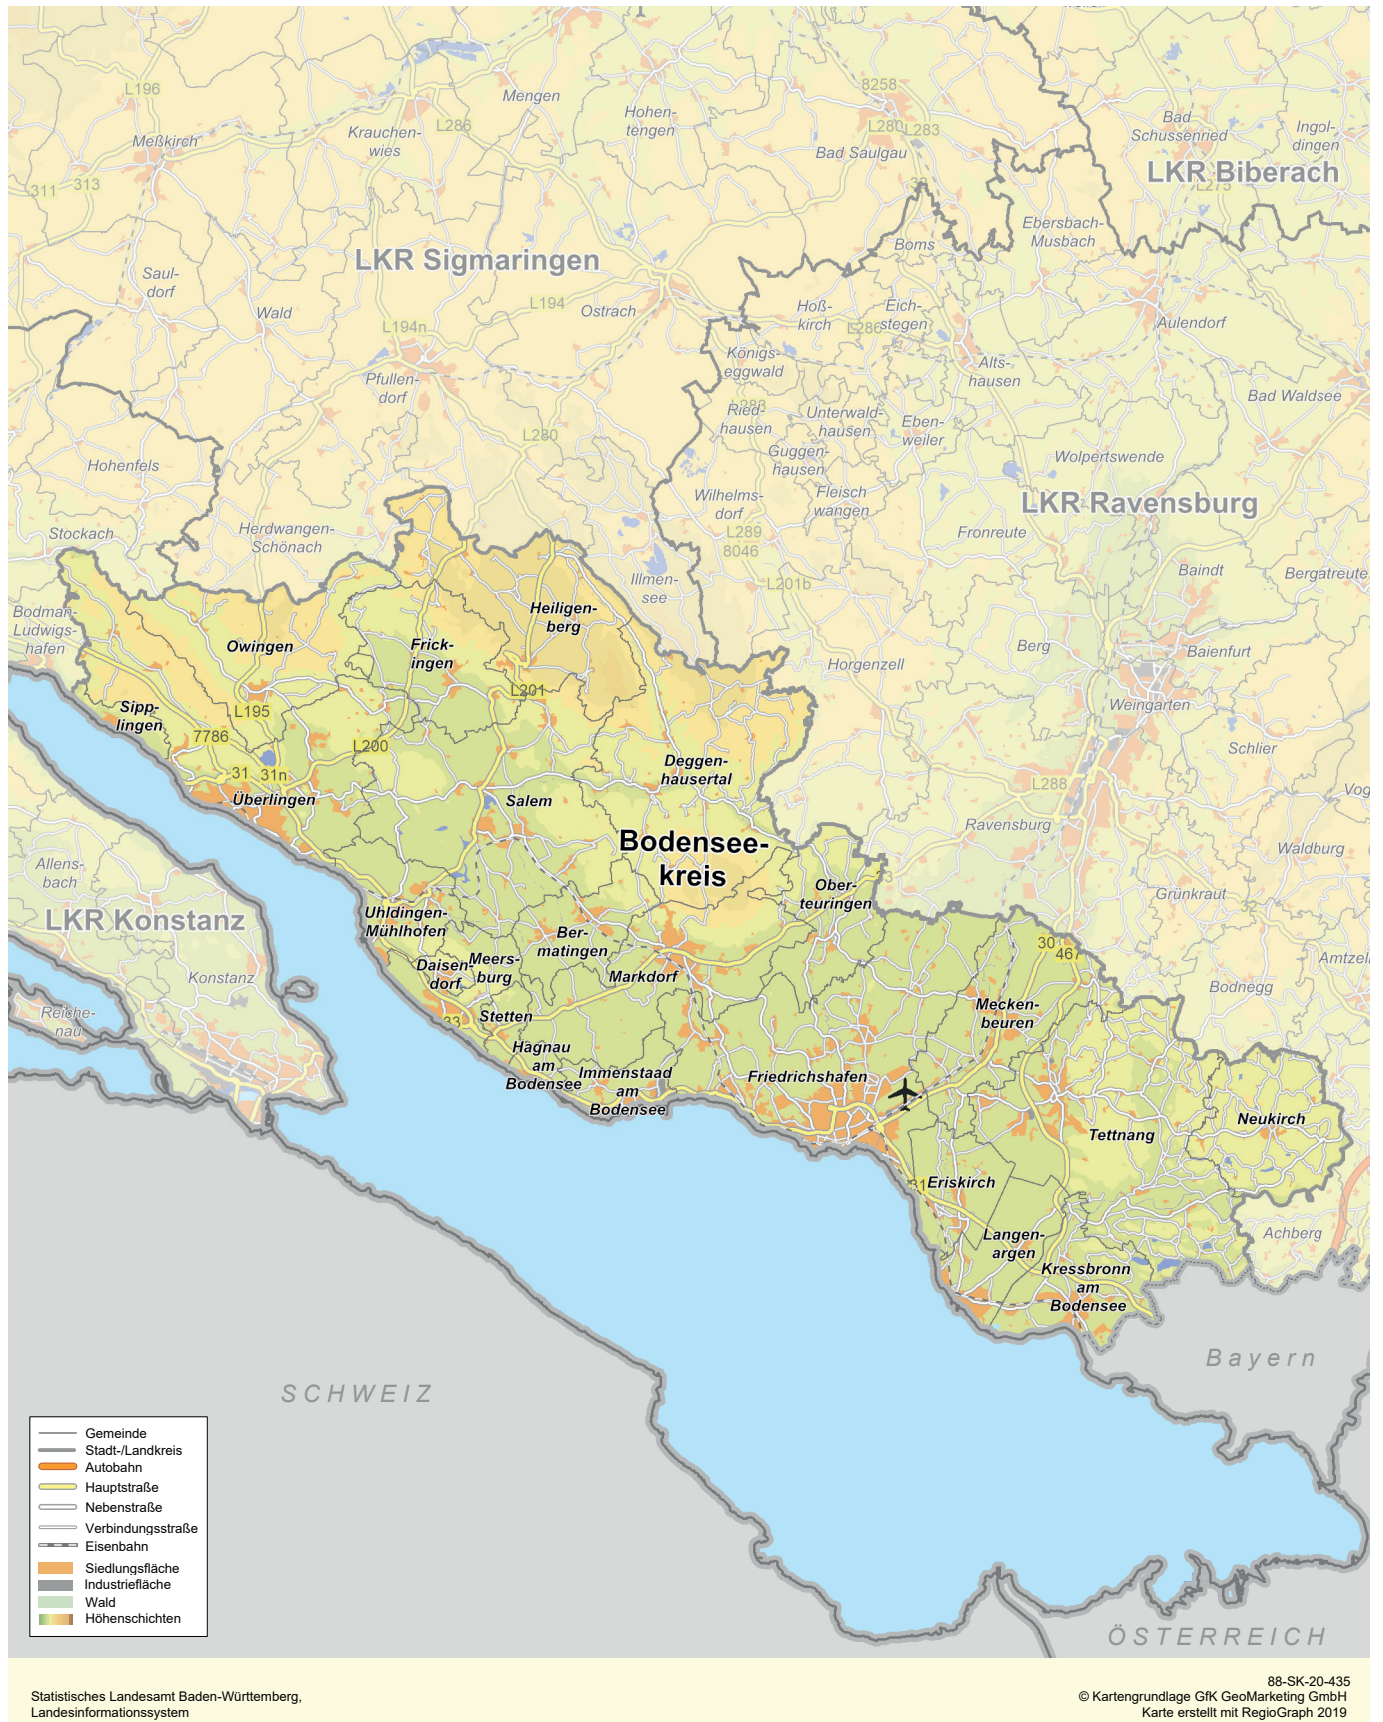 L196
Mengen
8258
Hohen-
tengen
L286
Krauchen-
wies
Meßkirch
L280
L283
Bad Saulgau
Bad
Schussenried
Ingol-
dingen
LKR Biberach
L275
311
313
32
Ebersbach-
Musbach
Boms
LKR Sigmaringen
Saul-
dorf
Wald
L194
Ostrach
L194n
Hoß-
kirch
Eich-
stegen
L286
Aulendorf
Königs-
eggwald
Alts-
hausen
Pfullen-
dorf
Bad Waldsee
L283
Ried-
hausen
Unterwald-
hausen
Eben-
weiler
L280
Guggen-
hausen
Wolpertswende
Hohenfels
Wilhelms-
dorf
Fleisch
wangen
LKR Ravensburg
Stockach
Herdwangen-
Schönach
L289
8046
Fronreute
Illmen-
see
L201b
Baindt
Bergatreute
Bodman-
Ludwigs-
hafen
Heiligen-
berg
Owingen
Frick-
ingen
Berg
Baienfurt
Horgenzell
L201
Weingarten
Sipp-
lingen
L195
7786
L200
Schlier
Deggen-
hausertal
31
31n
L288
Überlingen
Salem
Vog
Ravensburg
Bodensee-
kreis
Waldburg
Allens-
bach
33
Ober-
teuringen
Grünkraut
LKR Konstanz
Uhldingen-
Mühlhofen
Ber-
matingen
30
467
Amtzell
Daisen-
dorf
Meers-
burg
Markdorf
Konstanz
Bodnegg
Reiche-
nau
33
Stetten
Mecken-
beuren
Hagnau
am
Bodensee
Immenstaad
am
Bodensee
Friedrichshafen
Tettnang
Neukirch
31
Eriskirch
Langen-
argen
Achberg
Kressbronn
am
Bodensee
Bayern
SCHWEIZ
Gemeinde
Stadt-/Landkreis
Autobahn
Hauptstraße
Nebenstraße
Verbindungsstraße
Eisenbahn
Siedlungsfläche
Industriefläche
Wald
Höhenschichten
ÖSTERREICH
Statistisches Landesamt Baden-Württemberg,
Landesinformationssystem
88-SK-20-435
© Kartengrundlage GfK GeoMarketing GmbH
Karte erstellt mit RegioGraph 2019